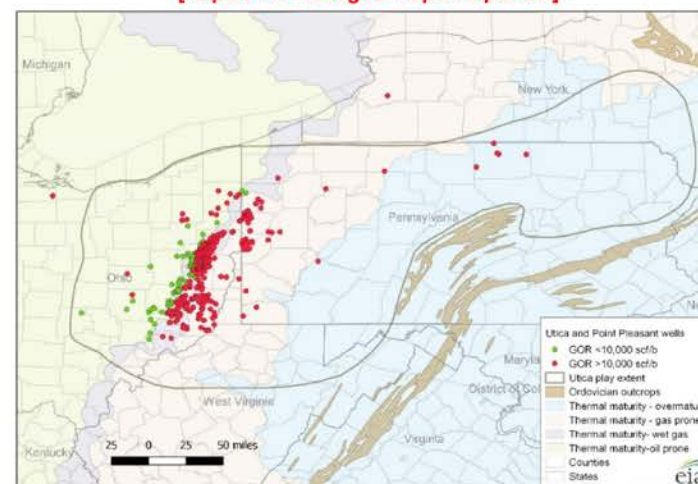 Michigan
New York
Pennsylvania
Ohio
West Virginia
Maryla
District of Col
Virginia
Kentucky
25 0 25 50 miles
Utica and Point Pleasant wells
GOR <10,000 scf/b
GOR >10,000 scf/b
Utica play extent
Ordovician outcrops
Thermal maturity - overmatu
Thermal maturity - gas prone
Thermal maturity- wet gas
Thermal maturity-oil prone
Counties
States
eia